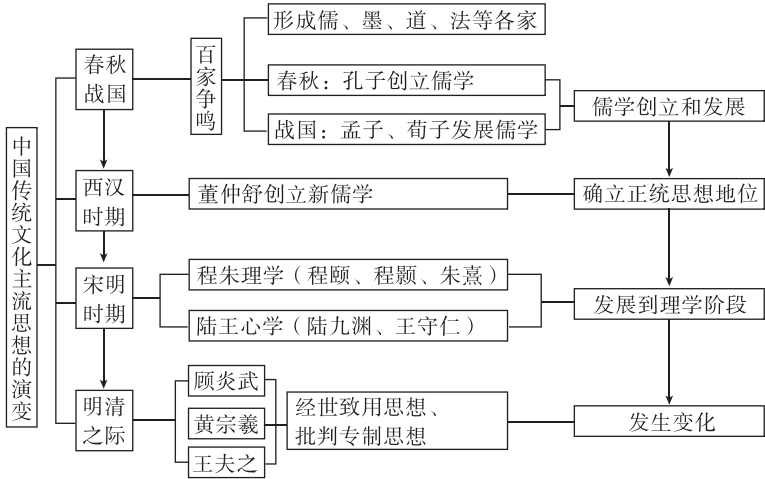 中国传统文化主流思想的演变
春秋
战国
百家争鸣
形成儒、墨、道、法等各家
春秋：孔子创立儒学
战国：孟子、荀子发展儒学
儒学创立和发展
西汉
时期
董仲舒创立新儒学
确立正统思想地位
宋明
时期
程朱理学（程颐、程颢、朱熹）
陆王心学（陆九渊、王守仁）
发展到理学阶段
明清
之际
顾炎武
黄宗羲
王夫之
经世致用思想、
批判专制思想
发生变化